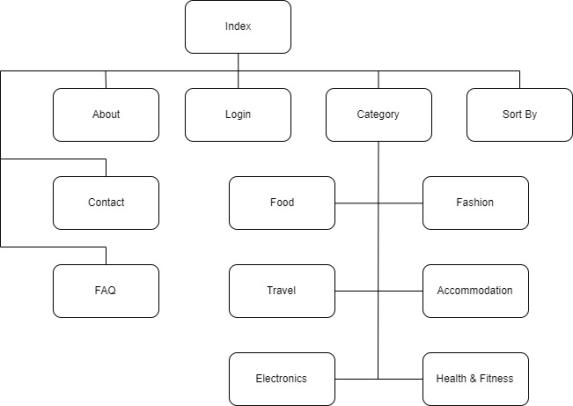 Index
About
Login
Category
Sort By
Contact
Food
Fashion
FAQ
Travel
Accommodation
Electronics
Health & Fitness